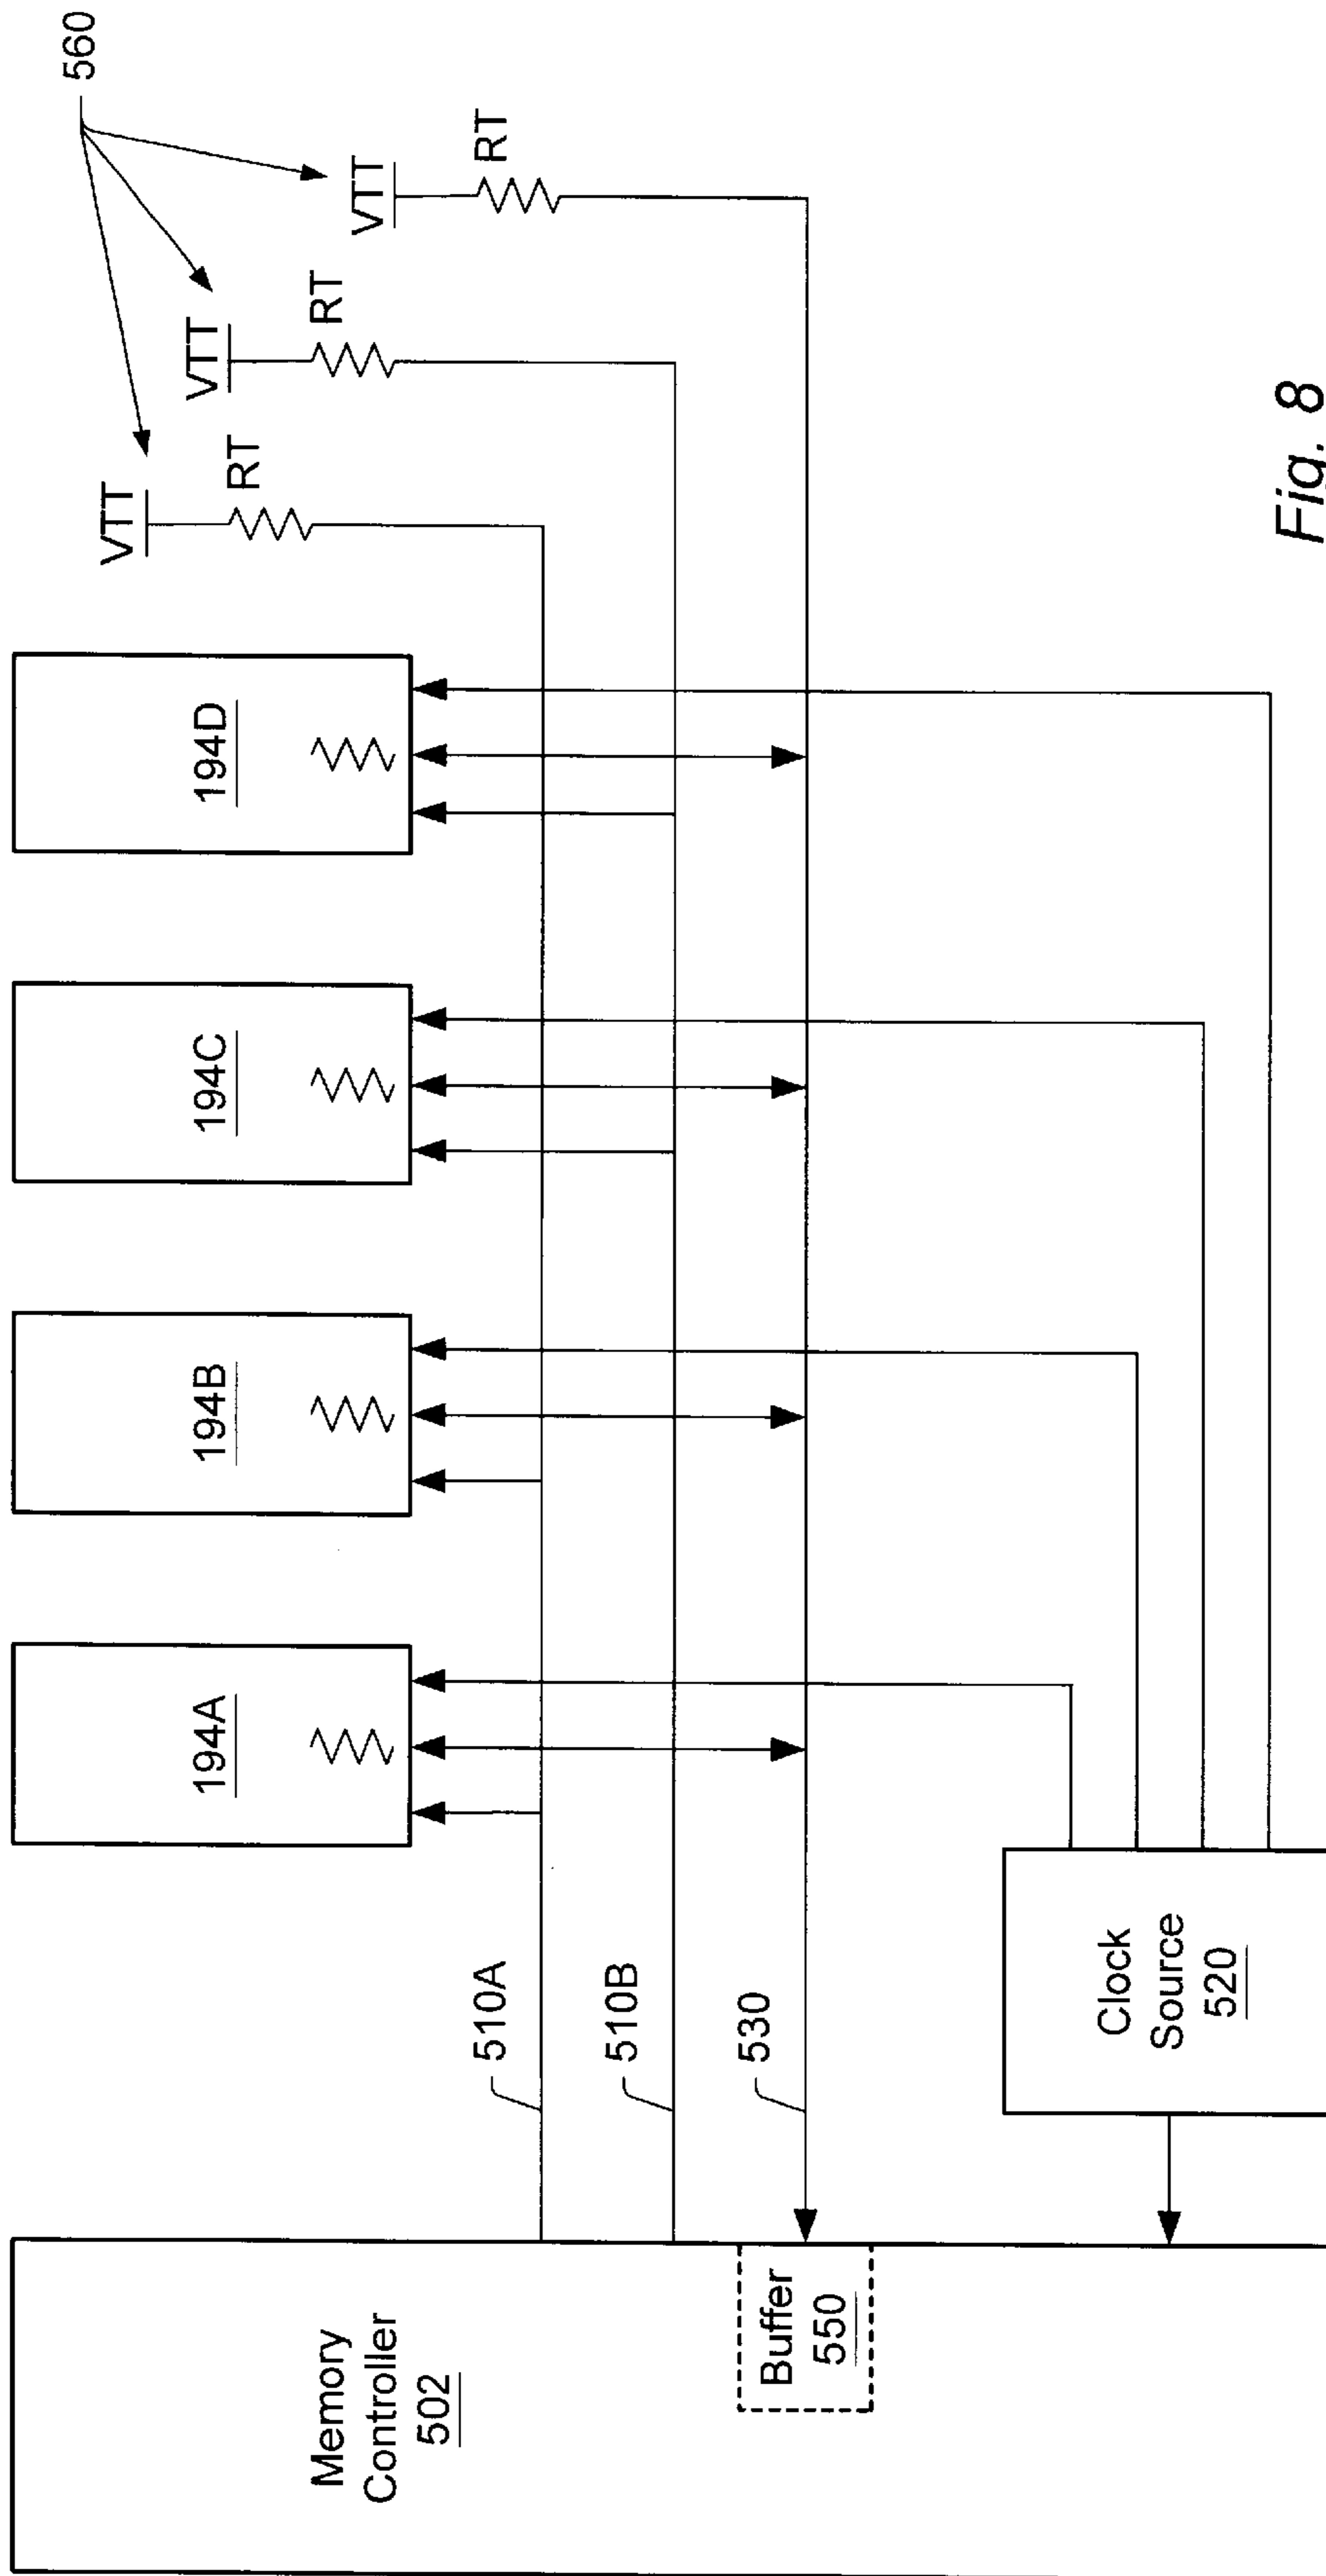 Memory
Controller
502
Buffer
550
Clock
Source
520
510A
510B
530
194A
194B
194C
194D
VTT
RT
VTT
RT
VTT
RT
560
Fig. 8